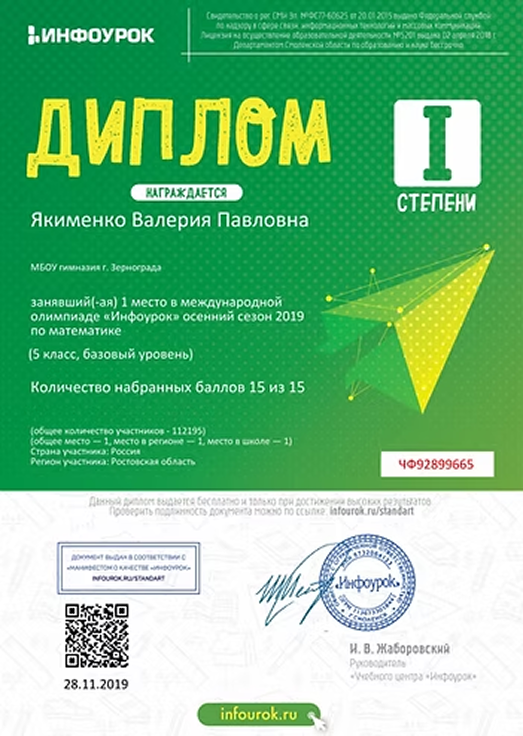 ИНФОУРОК
Свидетельство о рег. СМИ Эл. №ФС77-60625 от 20.01.2015 выдано Федеральной службой
по надзору в сфере связи, информационных технологий и массовых коммуникаций.
Лицензия на осуществление образовательной деятельности №5201 выдана 02 апреля 2018 г.
Департаментом Смоленской области по образованию и науке бессрочно.
ДИПЛОМ
I
СТЕПЕНИ
НАГРАЖДАЕТСЯ
Якименко Валерия Павловна
МБОУ гимназия г. Зернограда
занявший(-ая) 1 место в международной
олимпиаде «Инфоурок» осенний сезон 2019
по математике
(5 класс, базовый уровень)
Количество набранных баллов 15 из 15
(общее количество участников - 112195)
(общее место — 1, место в регионе — 1, место в школе — 1)
Страна участника: Россия
Регион участника: Ростовская область
ЧФ92899665
Данный диплом выдается бесплатно и только при достижении высоких результатов.
Проверить подлинность документа можно по ссылке: infourok.ru/standart
ДОКУМЕНТ ВЫДАН В СООТВЕТСТВИИ С
«МАНИФЕСТОМ О КАЧЕСТВЕ «ИНФОУРОК»
INFOUROK.RU/STANDART
«Инфоурок»
Г. СМОЛЕНСК
И. В. Жаборовский
Руководитель
«Учебного центра «Инфоурок»
28.11.2019
infourok.ru